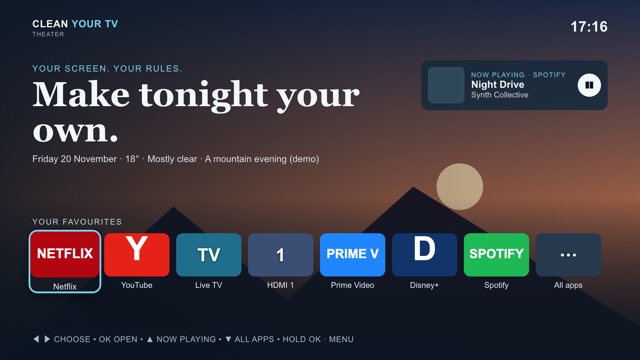 CLEAN YOUR TV
THEATER
17:16
YOUR SCREEN. YOUR RULES.
Make tonight your
own.
Friday 20 November · 18° · Mostly clear · A mountain evening (demo)
NOW PLAYING · SPOTIFY
Night Drive
Synth Collective
YOUR FAVOURITES
NETFLIX
Y
TV
1
PRIME V
D
SPOTIFY
...
Netflix
YouTube
Live TV
HDMI 1
Prime Video
Disney+
Spotify
All apps
◀ ▶ CHOOSE • OK OPEN • ▲ NOW PLAYING • ▼ ALL APPS • HOLD OK · MENU